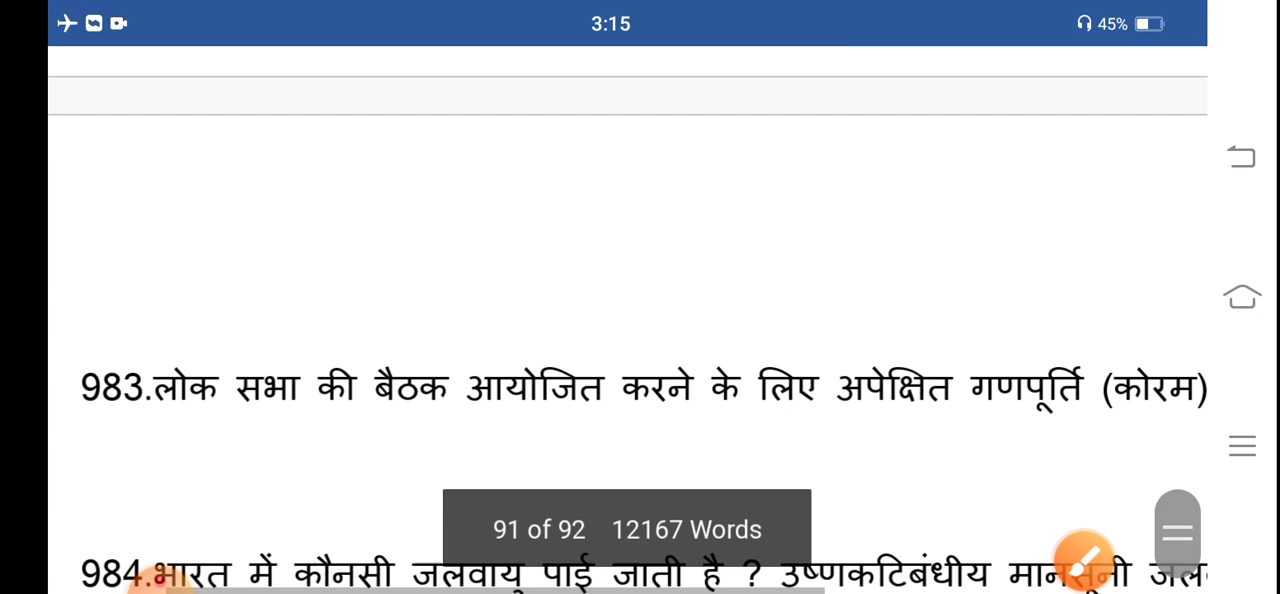 3:15
45%
983.लोक सभा की बैठक आयोजित करने के लिए अपेक्षित गणपूर्ति (कोरम)
91 of 92 12167 Words
984.भारत में कौनसी जलवायु पाई जाती है ? उष्णकटिबंधीय मानसूनी